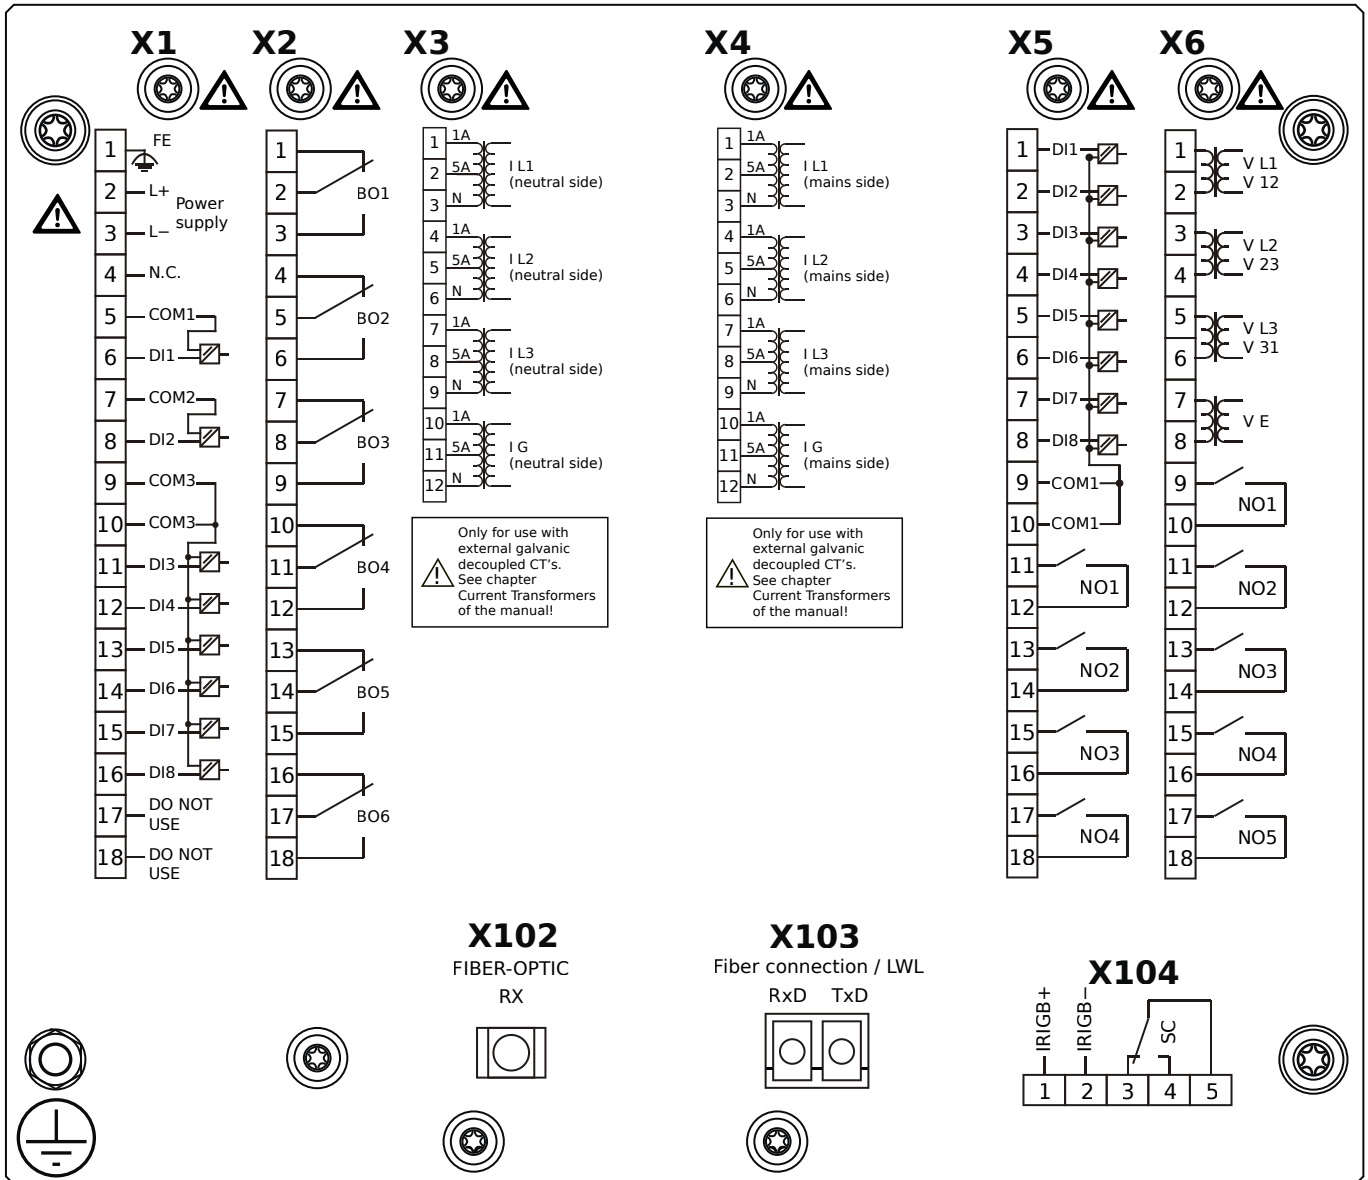 X1
X2
X3
X4
X5
X6
1
FE
2
L+
Power
supply
3
L−
4
N.C.
5
COM1
6
DI1
7
COM2
8
DI2
9
COM3
10
COM3
11
DI3
12
DI4
13
DI5
14
DI6
15
DI7
16
DI8
17
DO NOT
USE
18
DO NOT
USE
1
2
BO1
3
4
5
BO2
6
7
8
BO3
9
10
11
BO4
12
13
14
BO5
15
16
17
BO6
18
1
1A
2
5A
3
N
I L1
(neutral side)
4
1A
5
5A
6
N
I L2
(neutral side)
7
1A
8
5A
9
N
I L3
(neutral side)
10
1A
11
5A
12
N
I G
(neutral side)
Only for use with
external galvanic
decoupled CT’s.
See chapter
Current Transformers
of the manual!
1
1A
2
5A
3
N
I L1
(mains side)
4
1A
5
5A
6
N
I L2
(mains side)
7
1A
8
5A
9
N
I L3
(mains side)
10
1A
11
5A
12
N
I G
(mains side)
Only for use with
external galvanic
decoupled CT’s.
See chapter
Current Transformers
of the manual!
1
DI1
2
DI2
3
DI3
4
DI4
5
DI5
6
DI6
7
DI7
8
DI8
9
COM1
10
COM1
11
NO1
12
13
NO2
14
15
NO3
16
17
NO4
18
1
V L1
V 12
2
3
V L2
V 23
4
5
V L3
V 31
6
7
V E
8
9
NO1
10
11
NO2
12
13
NO3
14
15
NO4
16
17
NO5
18
X102
FIBER-OPTIC
RX
X103
Fiber connection / LWL
RxD TxD
X104
IRIGB+
IRIGB−
SC
1 2 3 4 5